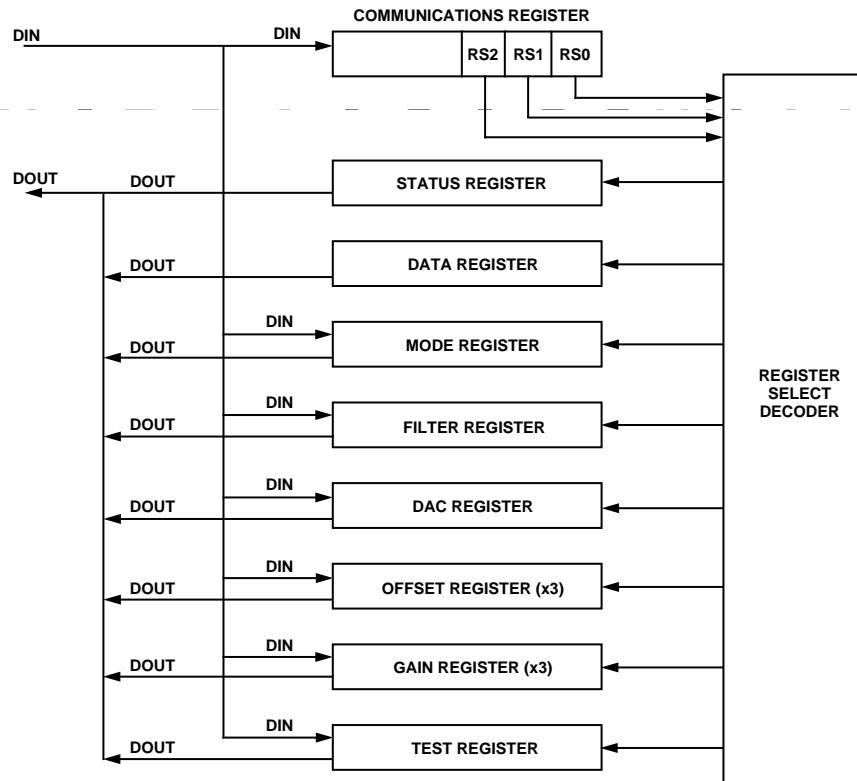 COMMUNICATIONS REGISTER
DIN
DIN
RS2 RS1 RS0
DOUT
DOUT
STATUS REGISTER
DOUT
DATA REGISTER
DIN
DOUT
MODE REGISTER
REGISTER
SELECT
DECODER
DIN
DOUT
FILTER REGISTER
DIN
DOUT
DAC REGISTER
DIN
DOUT
OFFSET REGISTER (x3)
DIN
DOUT
GAIN REGISTER (x3)
DIN
DOUT
TEST REGISTER